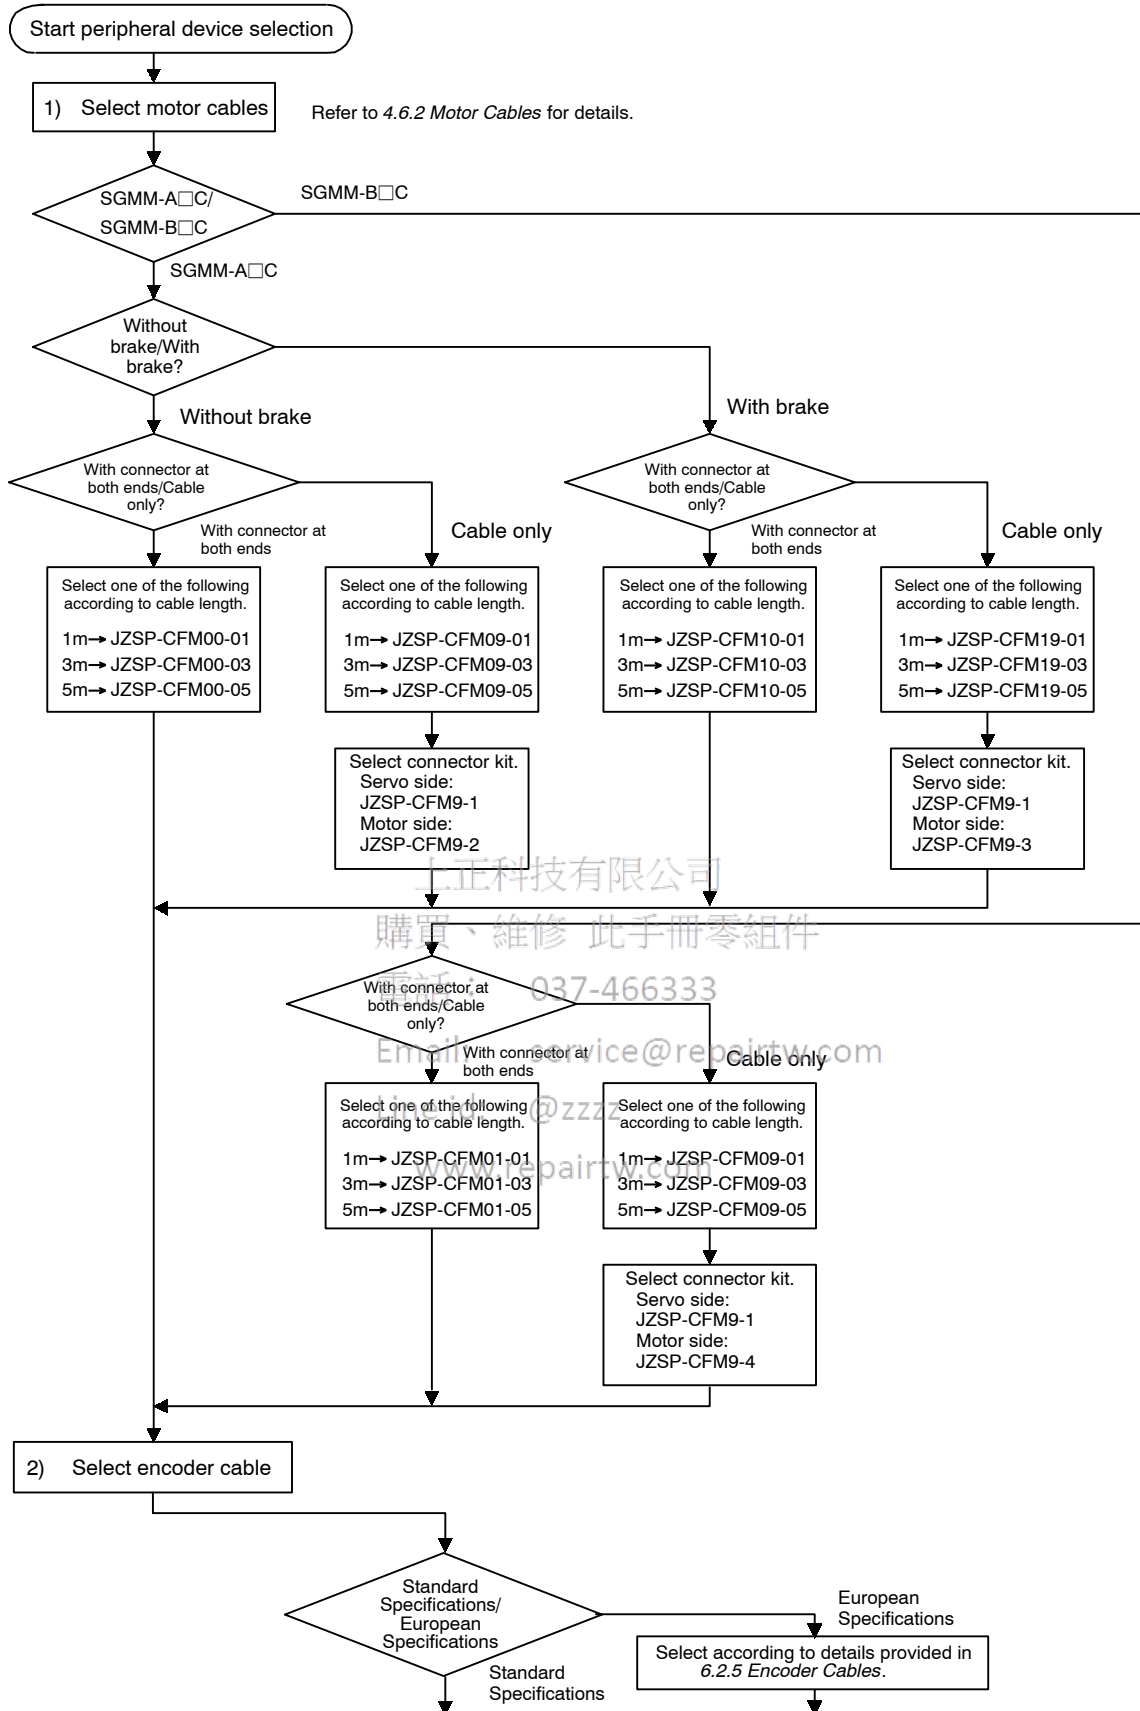 Start peripheral device selection
1) Select motor cables
Refer to 4.6.2 Motor Cables for details.
SGMM-A□C/
SGMM-B□C
SGMM-B□C
SGMM-A□C
Without
brake/With
brake?
Without brake
With brake
With connector at
both ends/Cable
only?
With connector at
both ends/Cable
only?
With connector at
both ends
Cable only
With connector at
both ends
Cable only
Select one of the following
according to cable length.
1m→ JZSP-CFM00-01
3m→ JZSP-CFM00-03
5m→ JZSP-CFM00-05
Select one of the following
according to cable length.
1m→ JZSP-CFM09-01
3m→ JZSP-CFM09-03
5m→ JZSP-CFM09-05
Select one of the following
according to cable length.
1m→ JZSP-CFM10-01
3m→ JZSP-CFM10-03
5m→ JZSP-CFM10-05
Select one of the following
according to cable length.
1m→ JZSP-CFM19-01
3m→ JZSP-CFM19-03
5m→ JZSP-CFM19-05
Select connector kit.
Servo side:
JZSP-CFM9-1
Motor side:
JZSP-CFM9-2
Select connector kit.
Servo side:
JZSP-CFM9-1
Motor side:
JZSP-CFM9-3
上正科技有限公司
購買、維修 此手冊零組件
電話： 037-466333
Email: service@repairtw.com
Line id: @zzzz
www.repairtw.com
With connector at
both ends/Cable
only?
With connector at
both ends
Cable only
Select one of the following
according to cable length.
1m→ JZSP-CFM01-01
3m→ JZSP-CFM01-03
5m→ JZSP-CFM01-05
Select one of the following
according to cable length.
1m→ JZSP-CFM09-01
3m→ JZSP-CFM09-03
5m→ JZSP-CFM09-05
Select connector kit.
Servo side:
JZSP-CFM9-1
Motor side:
JZSP-CFM9-4
2) Select encoder cable
Standard
Specifications/
European
Specifications
European
Specifications
Select according to details provided in
6.2.5 Encoder Cables.
Standard
Specifications